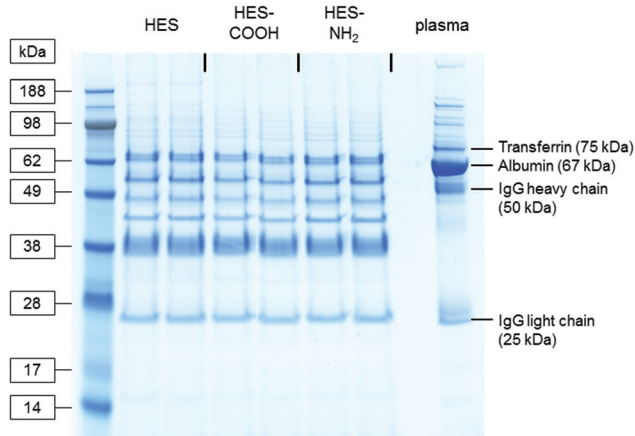 HES
HES-
COOH
HES-
NH₂
plasma
kDa
188
98
62
49
38
28
17
14
Transferrin (75 kDa)
Albumin (67 kDa)
IgG heavy chain
(50 kDa)
IgG light chain
(25 kDa)